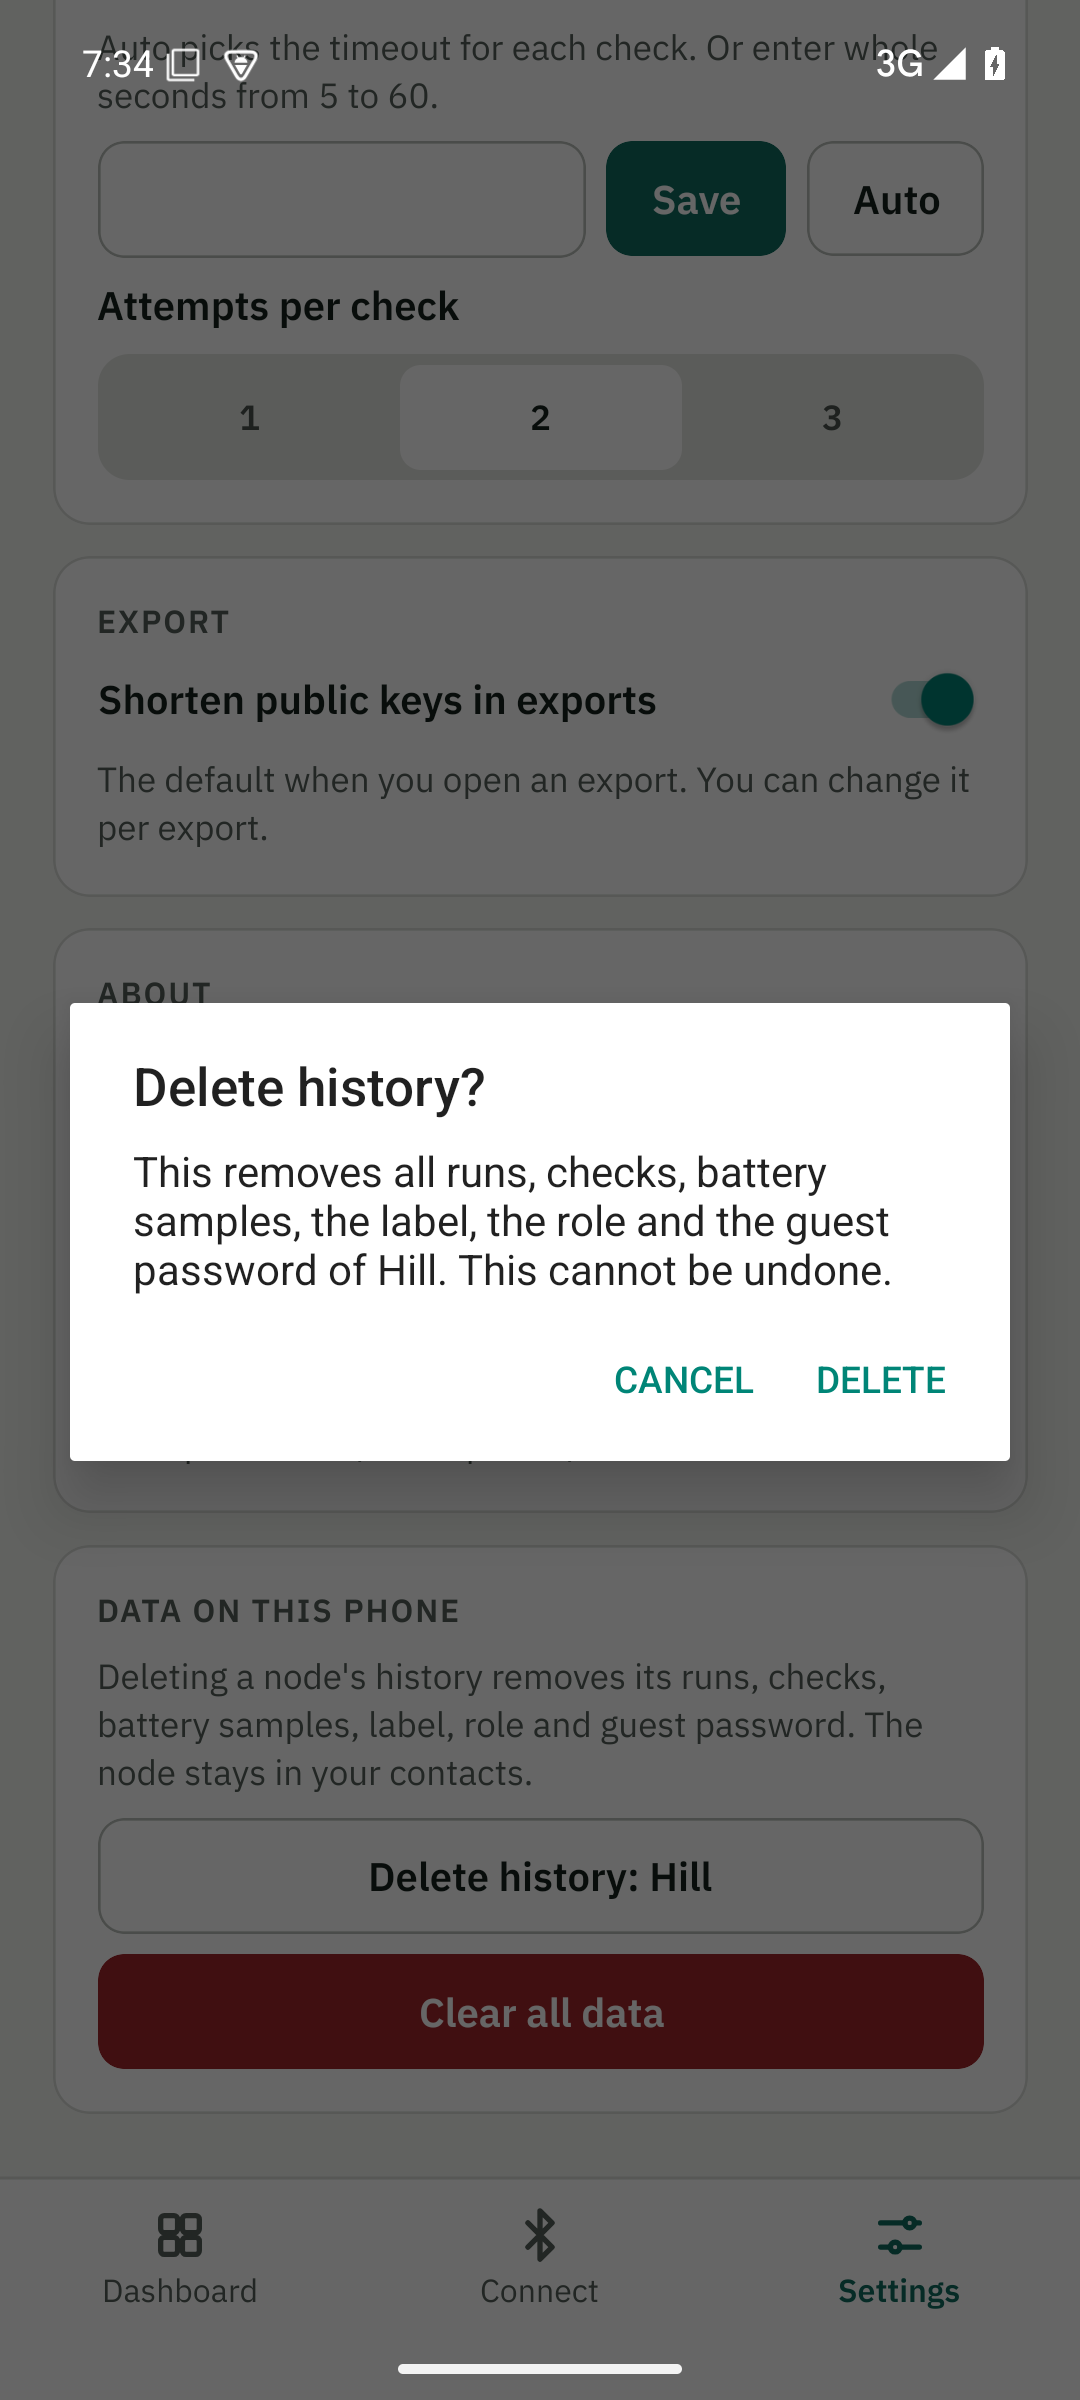 Auto picks the timeout for each check. Or enter whole
7:34
3G
seconds from 5 to 60.
Save
Auto
Attempts per check
1
2
3
EXPORT
Shorten public keys in exports
The default when you open an export. You can change it
per export.
ABOUT
Delete history?
This removes all runs, checks, battery
samples, the label, the role and the guest
password of Hill. This cannot be undone.
CANCEL
DELETE
DATA ON THIS PHONE
Deleting a node's history removes its runs, checks,
battery samples, label, role and guest password. The
node stays in your contacts.
Delete history: Hill
Clear all data
Dashboard
Connect
Settings